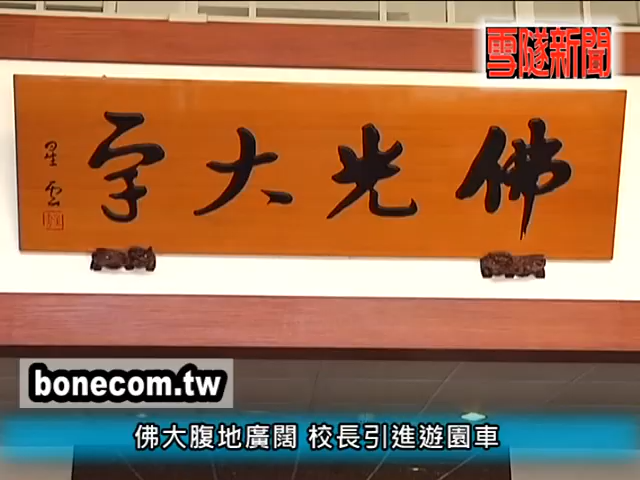 雪隧新聞
佛光大學
星雲
bonecom.tw
佛大腹地廣闊 校長引進遊園車